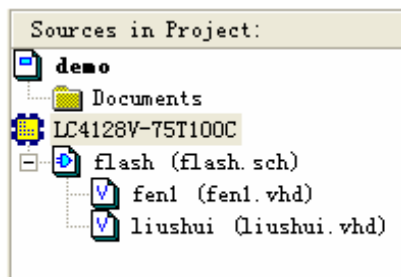 Sources in Project:
demo
Documents
LC4128V-75T100C
flash (flash.sch)
fen1 (fen1.vhd)
liushui (liushui.vhd)